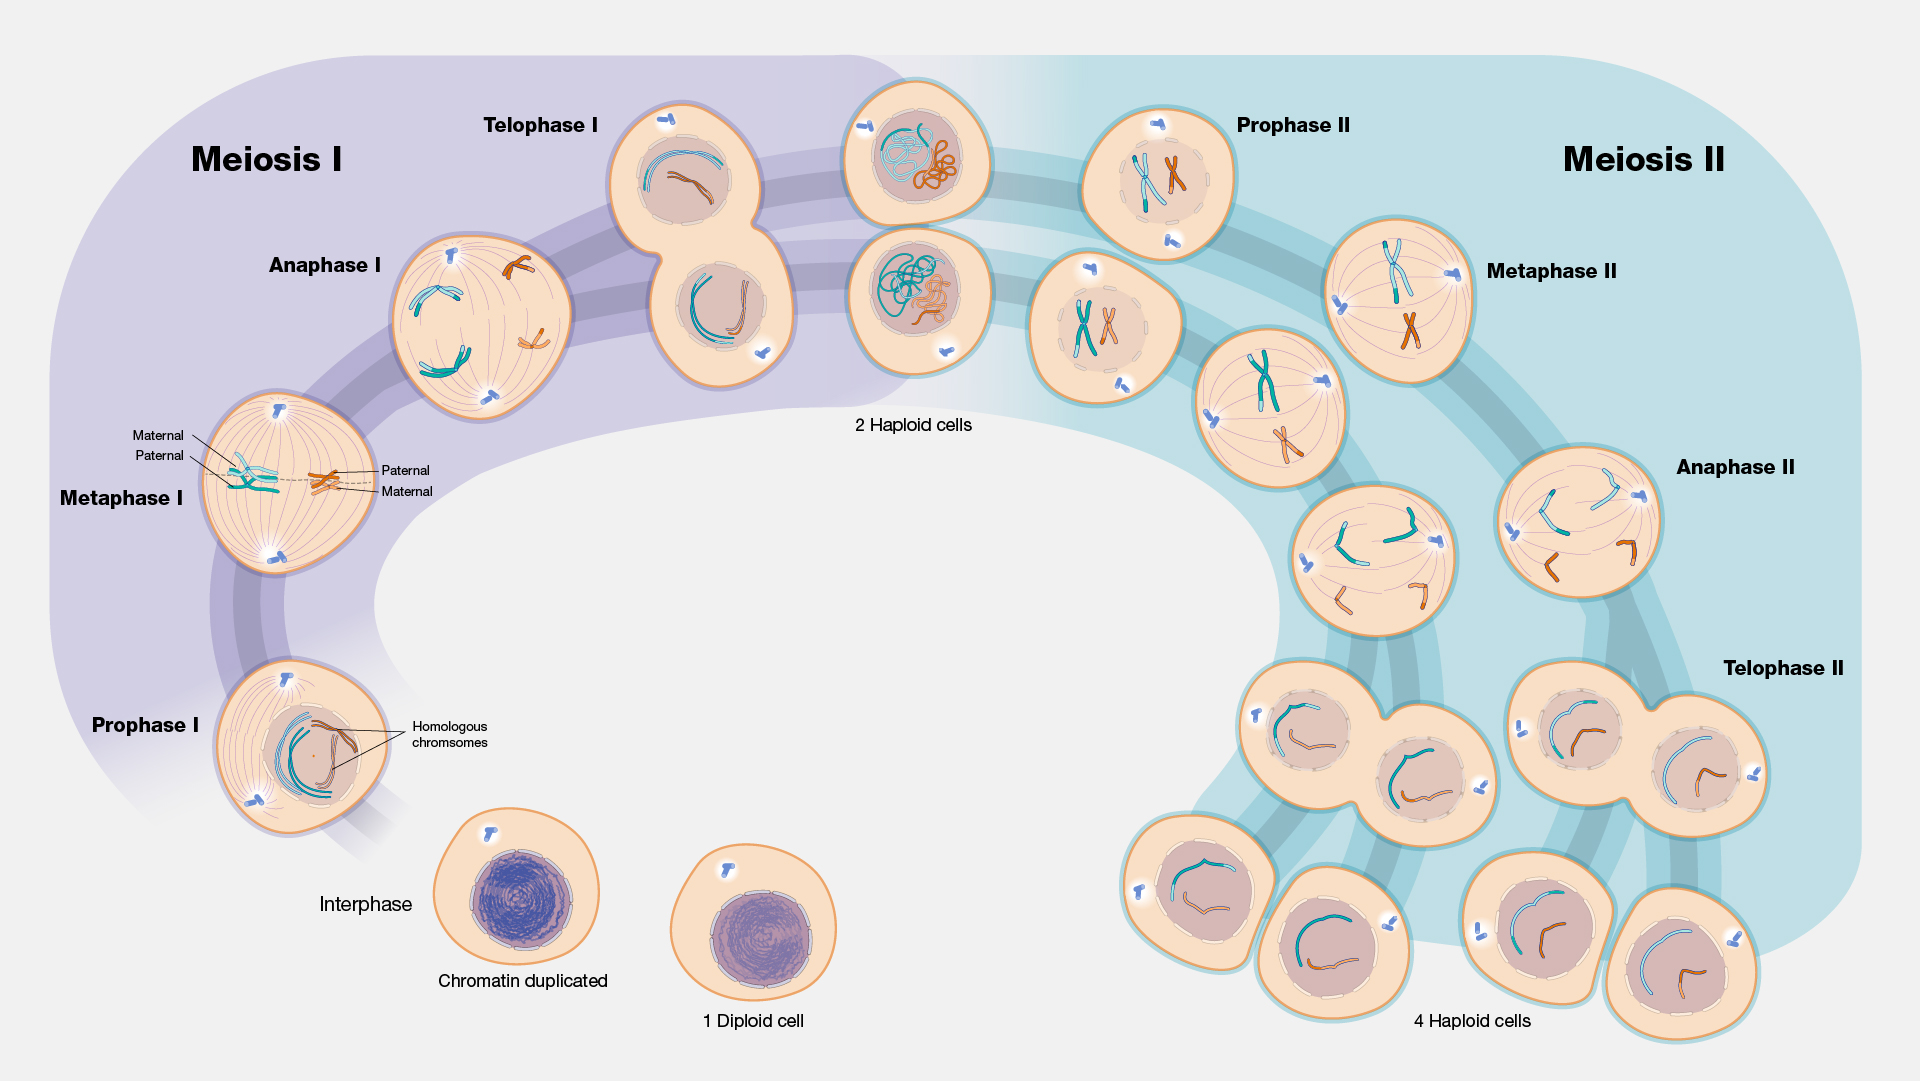 Meiosis I
Meiosis II
Telophase I
Prophase II
Anaphase I
Metaphase II
2 Haploid cells
Maternal
Paternal
Metaphase I
Paternal
Maternal
Anaphase II
Telophase II
Prophase I
Homologous
chromsomes
Interphase
Chromatin duplicated
1 Diploid cell
4 Haploid cells